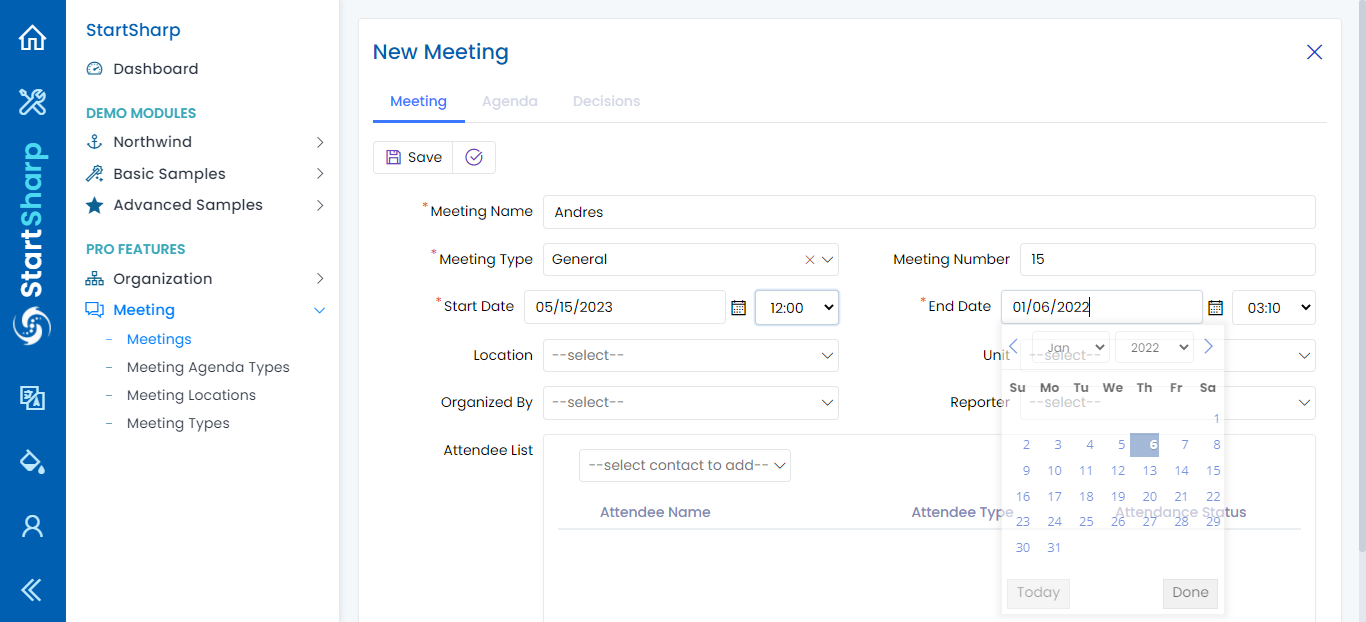 StartSharp
StartSharp
Dashboard
DEMO MODULES
Northwind
Basic Samples
Advanced Samples
PRO FEATURES
Organization
Meeting
– Meetings
– Meeting Agenda Types
– Meeting Locations
– Meeting Types
New Meeting
Meeting Agenda Decisions
Save
*Meeting Name Andres
*Meeting Type General Meeting Number 15
*Start Date 05/15/2023 12:00 *End Date 01/06/2022 03:10
Location --select-- Unit --select--
Organized By --select-- Reporter --select--
Attendee List
--select contact to add--
Attendee Name Attendee Type Attendance Status
Jan 2022
Su Mo Tu We Th Fr Sa
1
2 3 4 5 6 7 8
9 10 11 12 13 14 15
16 17 18 19 20 21 22
23 24 25 26 27 28 29
30 31
Today Done